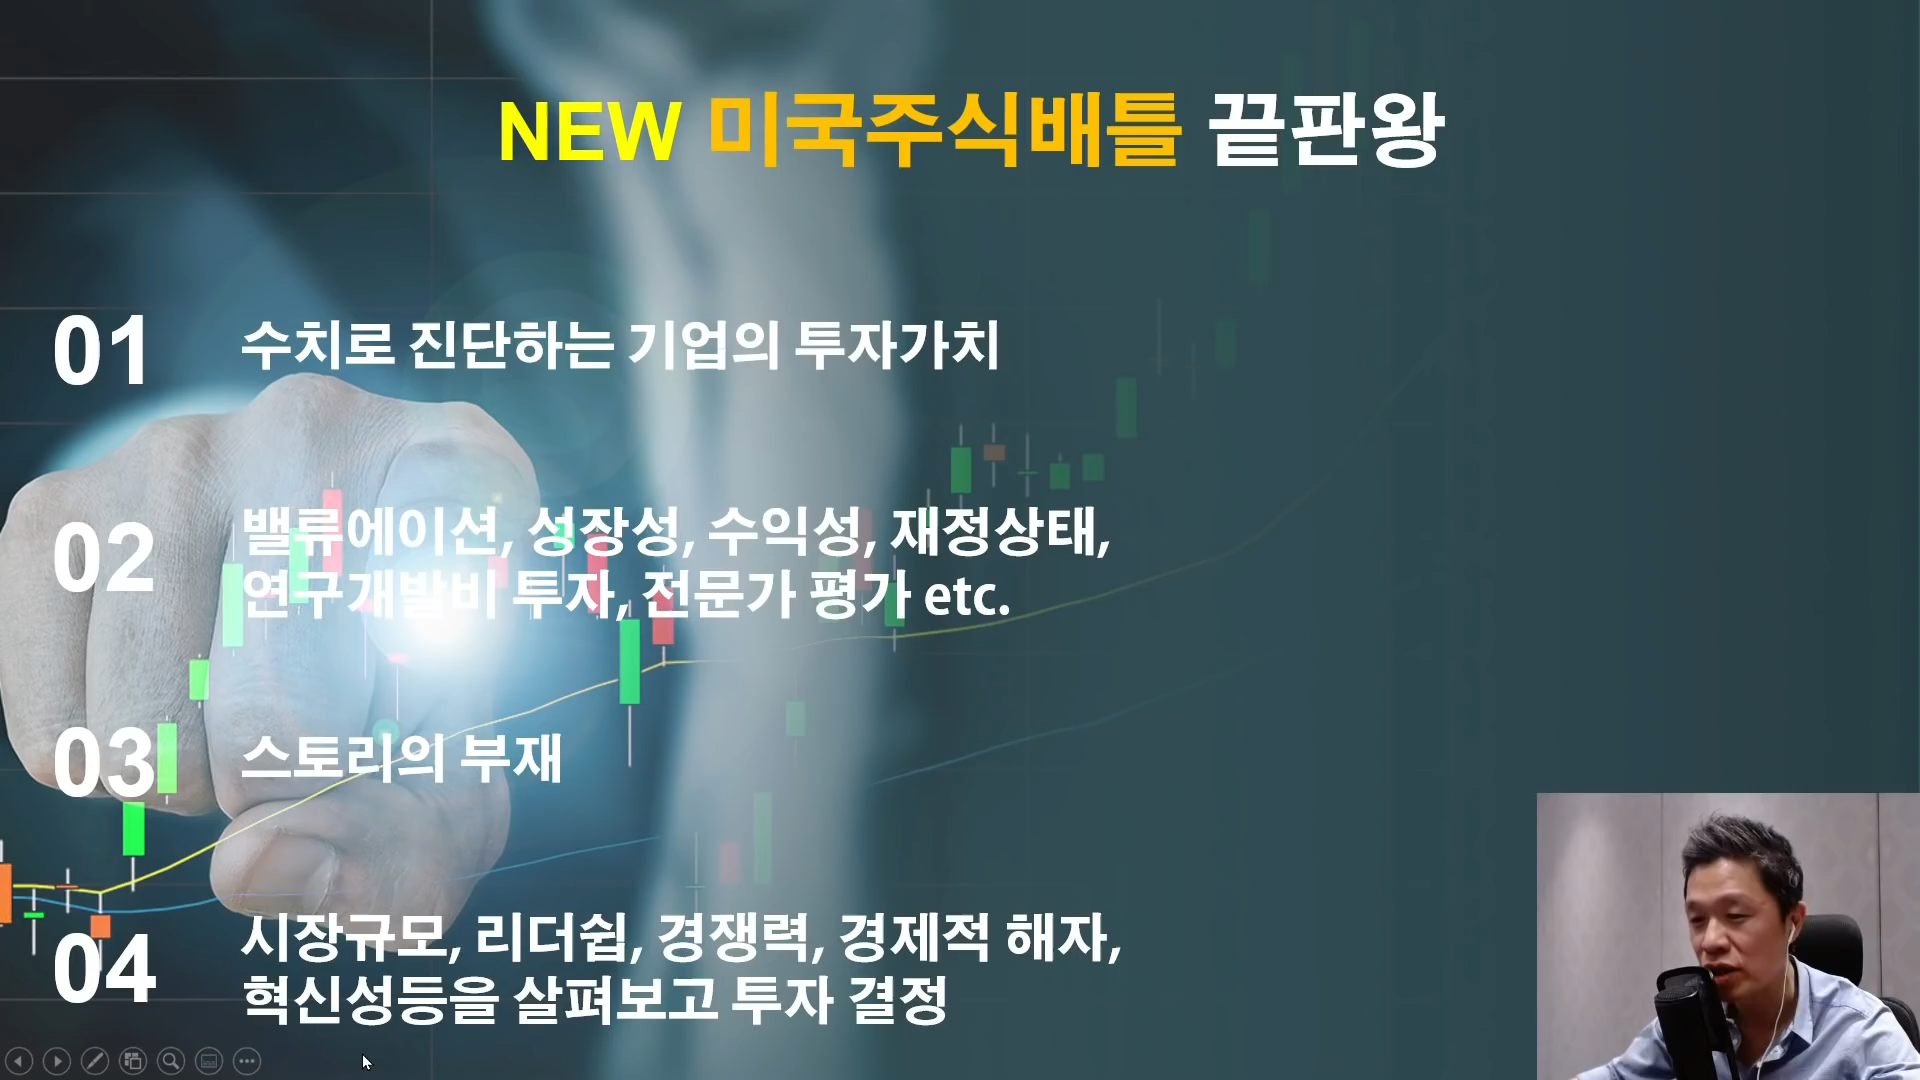 NEW 미국주식배틀 끝판왕
01 수치로 진단하는 기업의 투자가치
02 밸류에이션, 성장성, 수익성, 재정상태,
연구개발비 투자, 전문가 평가 etc.
03 스토리의 부재
04 시장규모, 리더쉽, 경쟁력, 경제적 해자,
혁신성등을 살펴보고 투자 결정